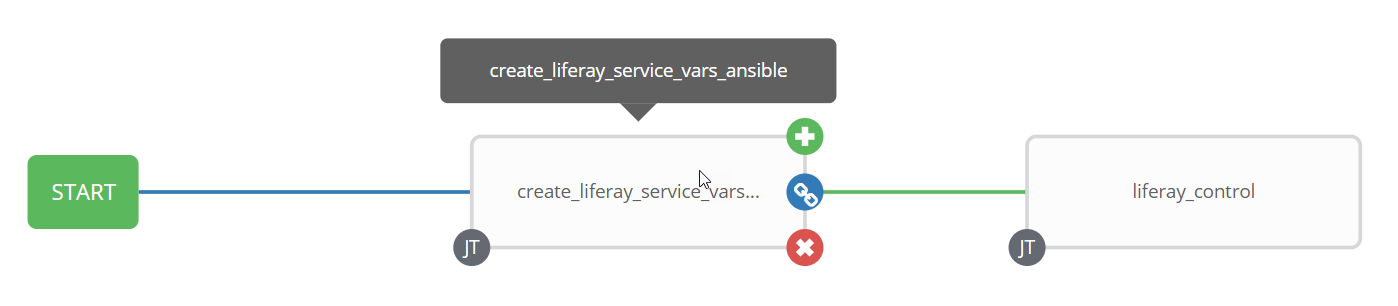 create_liferay_service_vars_ansible
START
create_liferay_service_vars...
liferay_control
JT
JT